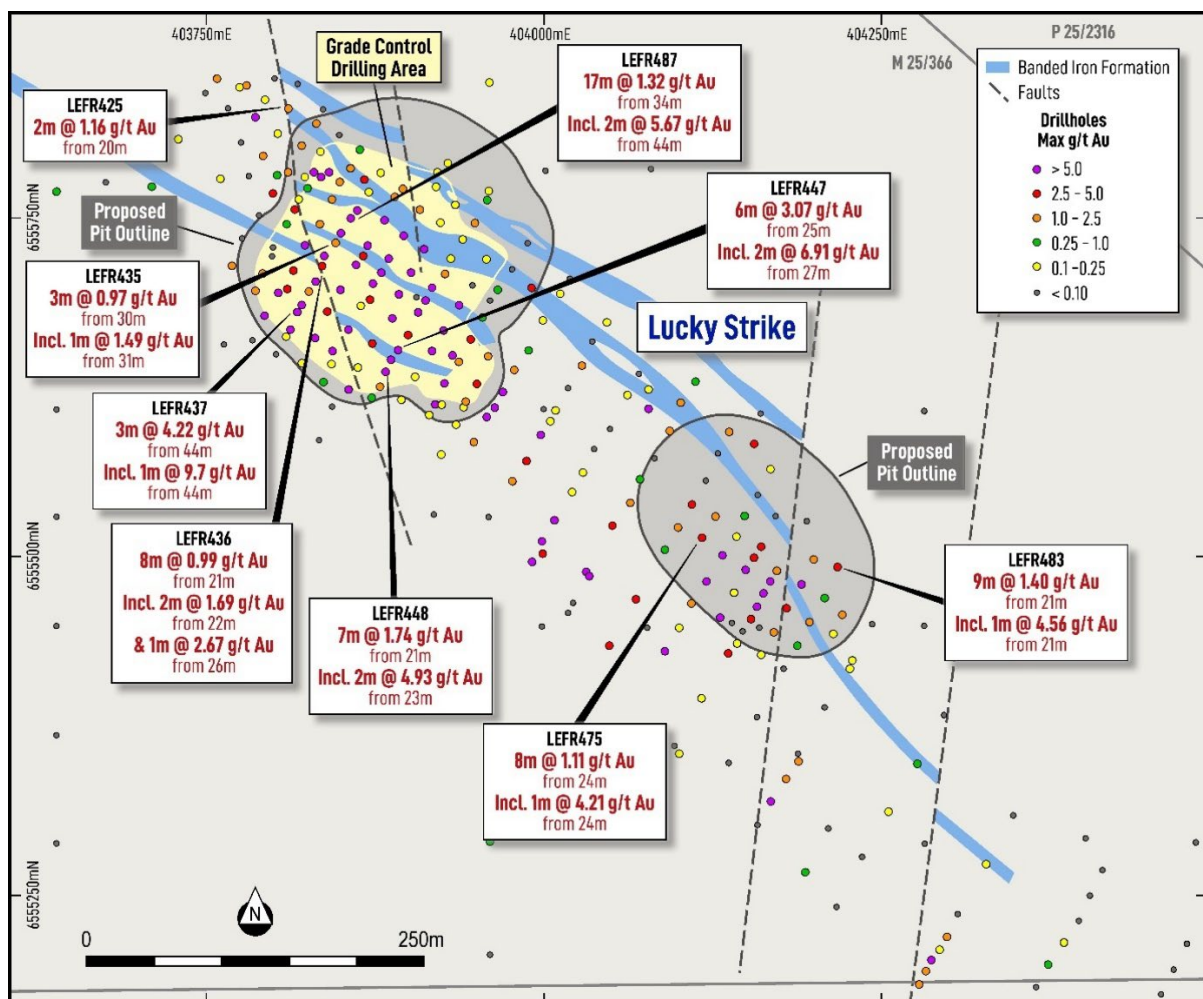 403750mE
404000mE
404250mE
P 25/2316
M 25/366
Grade Control
Drilling Area
LEFR487
17m @ 1.32 g/t Au
from 34m
Incl. 2m @ 5.67 g/t Au
from 44m
Banded Iron Formation
Faults
Drillholes
Max g/t Au
> 5.0
2.5 - 5.0
1.0 - 2.5
0.25 - 1.0
0.1 -0.25
< 0.10
LEFR425
2m @ 1.16 g/t Au
from 20m
6555750mN
Proposed
Pit Outline
LEFR447
6m @ 3.07 g/t Au
from 25m
Incl. 2m @ 6.91 g/t Au
from 27m
LEFR435
3m @ 0.97 g/t Au
from 30m
Incl. 1m @ 1.49 g/t Au
from 31m
Lucky Strike
LEFR437
3m @ 4.22 g/t Au
from 44m
Incl. 1m @ 9.7 g/t Au
from 44m
Proposed
Pit Outline
6555500mN
LEFR436
8m @ 0.99 g/t Au
from 21m
Incl. 2m @ 1.69 g/t Au
from 22m
& 1m @ 2.67 g/t Au
from 26m
LEFR448
7m @ 1.74 g/t Au
from 21m
Incl. 2m @ 4.93 g/t Au
from 23m
LEFR483
9m @ 1.40 g/t Au
from 21m
Incl. 1m @ 4.56 g/t Au
from 21m
LEFR475
8m @ 1.11 g/t Au
from 24m
Incl. 1m @ 4.21 g/t Au
from 24m
6555250mN
N
0
250m